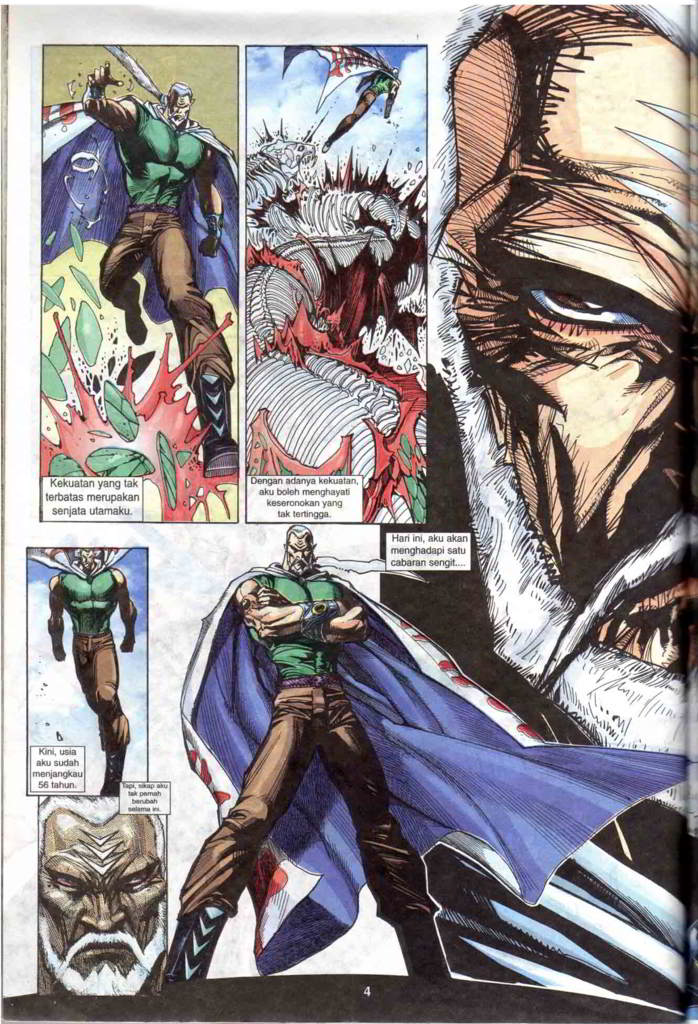 Kekuatan yang tak
terbatas merupakan
senjata utamaku.
Dengan adanya kekuatan,
aku boleh menghayati
keseronokan yang
tak tertingga.
Hari ini, aku akan
menghadapi satu
cabaran sengit....
Kini, usia
aku sudah
menjangkau
56 tahun.
Tapi, sikap aku
tak pernah
berubah
selama ini.
4